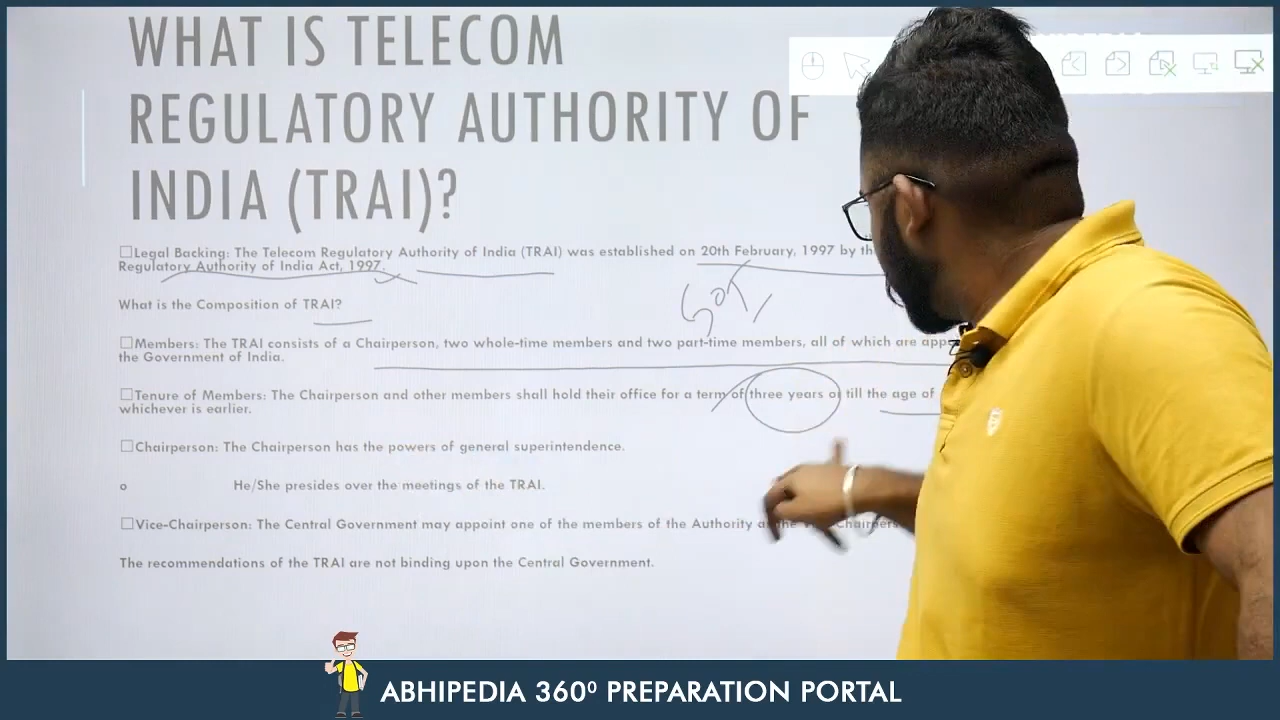 WHAT IS TELECOM
REGULATORY AUTHORITY OF
INDIA (TRAI)?
☐Legal Backing: The Telecom Regulatory Authority of India (TRAI) was established on 20th February, 1997 by the
Regulatory Authority of India Act, 1997.
What is the Composition of TRAI?
GOI,
☐Members: The TRAI consists of a Chairperson, two whole-time members and two part-time members, all of which are
the Government of India.
☐Tenure of Members: The Chairperson and other members shall hold their office for a term of three years or till the age of
whichever is earlier.
☐Chairperson: The Chairperson has the powers of general superintendence.
o He/She presides over the meetings of the TRAI.
☐Vice-Chairperson: The Central Government may appoint one of the members of the Authority
The recommendations of the TRAI are not binding upon the Central Government.
ABHIPEDIA 360⁰ PREPARATION PORTAL